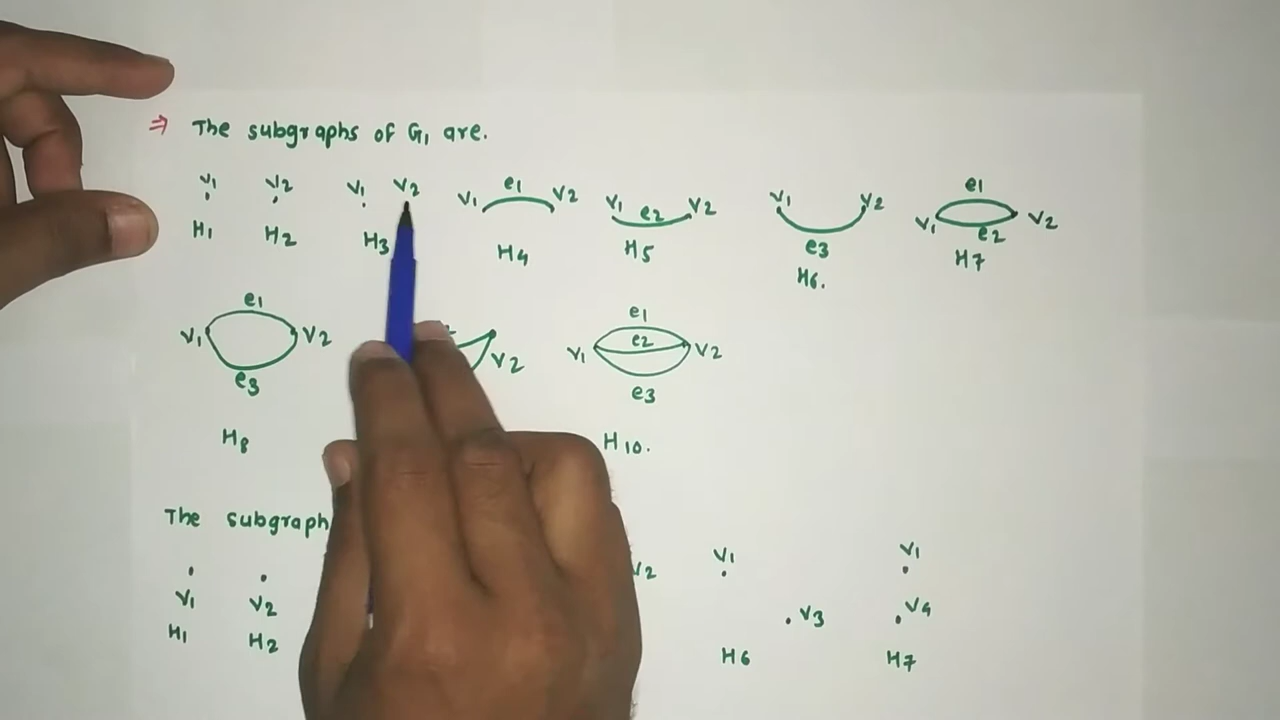 ⇒ The subgraphs of G1 are.
v1 v2 v1 v2 v1 e1 v2 v1 e2 v2 v1 v2 e1
e3 v1 e2 v2
H1 H2 H3 H4 H5 H6. H7
e1 e1
v1 v2 v2 v1 e2 v2
e3 e3
H8 H10.
The subgraph
v1 v1
v1 v2 v2 v3 v4
H1 H2 H6 H7